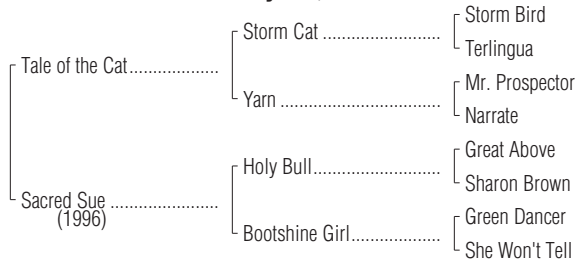 Storm Bird
Storm Cat
Terlingua
Tale of the Cat
Mr. Prospector
Yarn
Narrate
Great Above
Holy Bull
Sharon Brown
Sacred Sue
(1996)
Green Dancer
Bootshine Girl
She Won't Tell